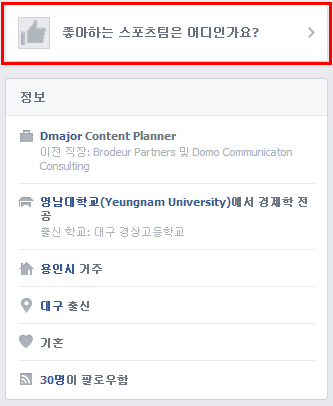 좋아하는 스포츠팀은 어디인가요?
정보
Dmajor Content Planner
이전 직장: Brodeur Partners 및 Domo Communicaton
Consulting
영남대학교(Yeungnam University)에서 경제학 전
공
출신 학교: 대구 경상고등학교
용인시 거주
대구 출신
기혼
30명이 팔로우함